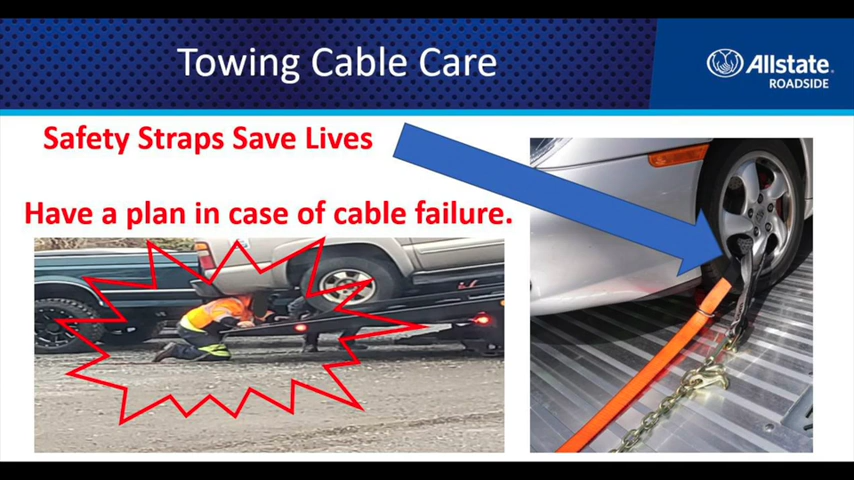 Towing Cable Care
Allstate
ROADSIDE
Safety Straps Save Lives
Have a plan in case of cable failure.